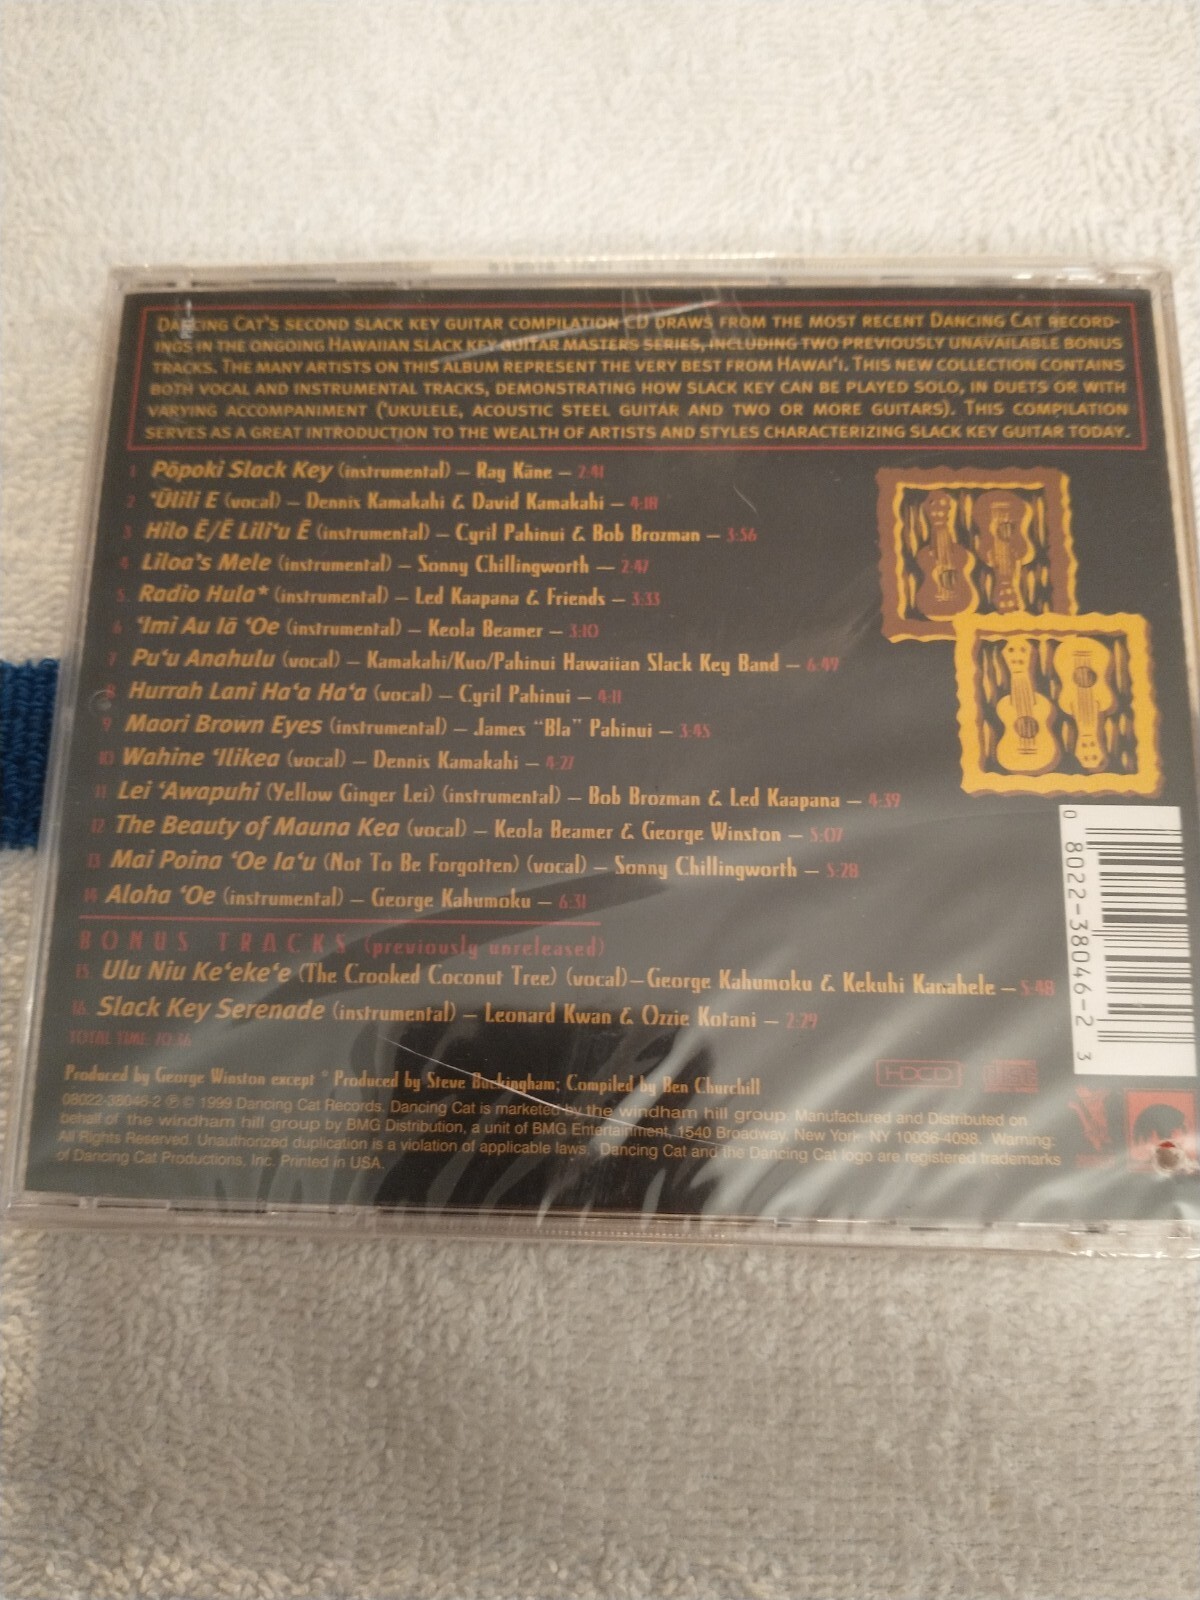 DANCING CAT'S SECOND SLACK KEY GUITAR COMPILATION CD DRAWS FROM THE MOST RECENT DANCING CAT RECORD-
INGS IN THE ONGOING HAWAIIAN SLACK KEY GUITAR MASTERS SERIES, INCLUDING TWO PREVIOUSLY UNAVAILABLE BONUS
TRACKS. THE MANY ARTISTS ON THIS ALBUM REPRESENT THE VERY BEST FROM HAWAI‘I. THIS NEW COLLECTION CONTAINS
BOTH VOCAL AND INSTRUMENTAL TRACKS, DEMONSTRATING HOW SLACK KEY CAN BE PLAYED SOLO, IN DUETS OR WITH
VARYING ACCOMPANIMENT (‘UKULELE, ACOUSTIC STEEL GUITAR AND TWO OR MORE GUITARS). THIS COMPILATION
SERVES AS A GREAT INTRODUCTION TO THE WEALTH OF ARTISTS AND STYLES CHARACTERIZING SLACK KEY GUITAR TODAY.
1 Pōpoki Slack Key (instrumental) – Ray Kāne – 2:41
2 ‘Ūlili E (vocal) – Dennis Kamakahi & David Kamakahi – 4:18
3 Hilo Ē/Ē Lili‘u Ē (instrumental) – Cyril Pahinui & Bob Brozman – 3:56
4 Liloa's Mele (instrumental) – Sonny Chillingworth – 2:47
5. Radio Hula* (instrumental) – Led Kaapana & Friends – 3:33
6 ‘Imi Au Iā ‘Oe (instrumental) – Keola Beamer – 3:10
7 Pu‘u Anahulu (vocal) – Kamakahi/Kuo/Pahinui Hawaiian Slack Key Band – 6:49
8 Hurrah Lani Ha‘a Ha‘a (vocal) – Cyril Pahinui – 4:11
9 Maori Brown Eyes (instrumental) – James “Bla” Pahinui – 3:45
10 Wahine ‘Ilikea (vocal) – Dennis Kamakahi – 4:27
11 Lei ‘Awapuhi (Yellow Ginger Lei) (instrumental) – Bob Brozman & Led Kaapana – 4:39
12 The Beauty of Mauna Kea (vocal) – Keola Beamer & George Winston – 5:07
13 Mai Poina ‘Oe Ia‘u (Not To Be Forgotten) (vocal) – Sonny Chillingworth – 5:28
14 Aloha ‘Oe (instrumental) – George Kahumoku – 6:31
BONUS TRACKS (previously unreleased)
15. Ulu Niu Ke‘eke‘e (The Crooked Coconut Tree) (vocal)–George Kahumoku & Kekuhi Kanahele – 5:48
16. Slack Key Serenade (instrumental) – Leonard Kwan & Ozzie Kotani – 2:29
TOTAL TIME 70:36
Produced by George Winston except * Produced by Steve Buckingham; Compiled by Ben Churchill
HDCD
08022-38046-2 ℗ © 1999 Dancing Cat Records. Dancing Cat is marketed by the windham hill group. Manufactured and Distributed on
behalf of the windham hill group by BMG Distribution, a unit of BMG Entertainment, 1540 Broadway, New York, NY 10036-4098. Warning:
All Rights Reserved. Unauthorized duplication is a violation of applicable laws. Dancing Cat and the Dancing Cat logo are registered trademarks
of Dancing Cat Productions, Inc. Printed in USA.
0 8022-38046-2 3